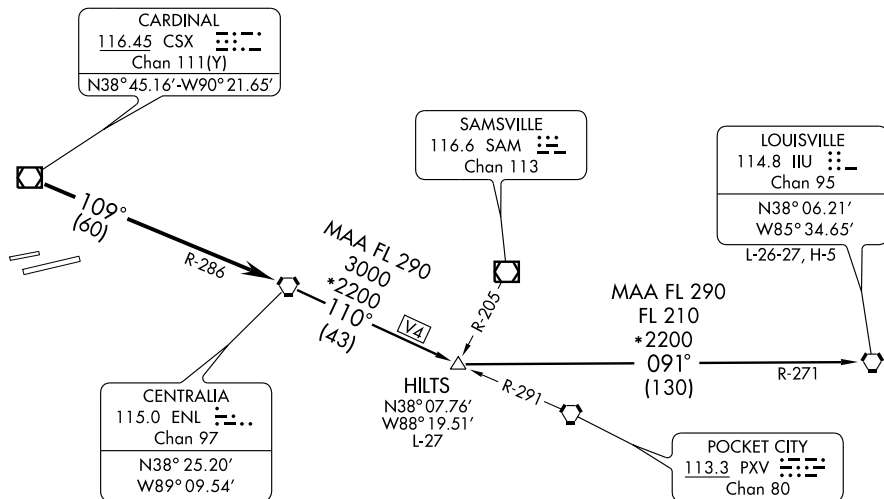 CARDINAL
116.45 CSX
Chan 111(Y)
N38° 45.16′-W90° 21.65′
109°
(60)
R-286
CENTRALIA
115.0 ENL
Chan 97
N38° 25.20′
W89° 09.54′
MAA FL 290
3000
*2200
110°
(43)
V4
SAMSVILLE
116.6 SAM
Chan 113
R-205
HILTS
N38° 07.76′
W88° 19.51′
L-27
R-291
POCKET CITY
113.3 PXV
Chan 80
MAA FL 290
FL 210
*2200
091°
(130)
R-271
LOUISVILLE
114.8 IIU
Chan 95
N38° 06.21′
W85° 34.65′
L-26-27, H-5